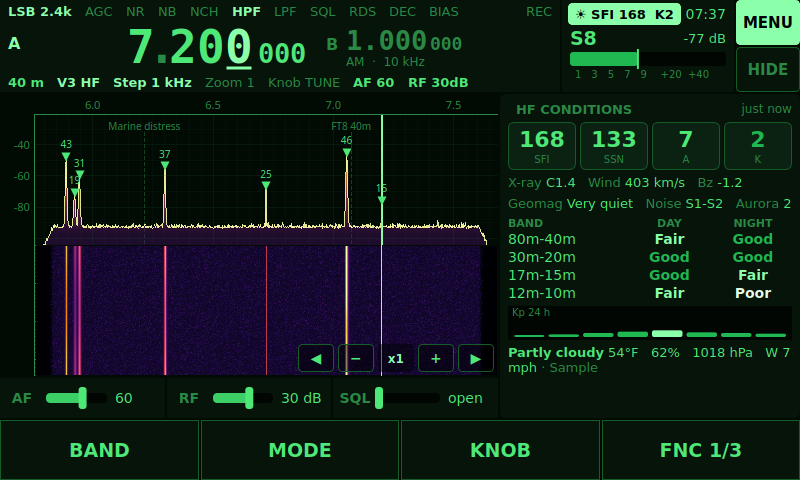 LSB 2.4k AGC NR NB NCH HPF LPF SQL RDS DEC BIAS REC
☀ SFI 168 K2 07:37 MENU
A 7.200 000 B 1.000 000
AM · 10 kHz
S8 -77 dB
1 3 5 7 9 +20 +40
HIDE
40 m V3 HF Step 1 kHz Zoom 1 Knob TUNE AF 60 RF 30dB
6.0 6.5 7.0 7.5
Marine distress FT8 40m
-40
-60
-80
43 31 19 37 25 46 15
◀ − x1 + ▶
HF CONDITIONS just now
168 133 7 2
SFI SSN A K
X-ray C1.4 Wind 403 km/s Bz -1.2
Geomag Very quiet Noise S1-S2 Aurora 2
BAND DAY NIGHT
80m-40m Fair Good
30m-20m Good Good
17m-15m Good Fair
12m-10m Fair Poor
Kp 24 h
Partly cloudy 54°F 62% 1018 hPa W 7
mph · Sample
AF 60 RF 30 dB SQL open
BAND MODE KNOB FNC 1/3